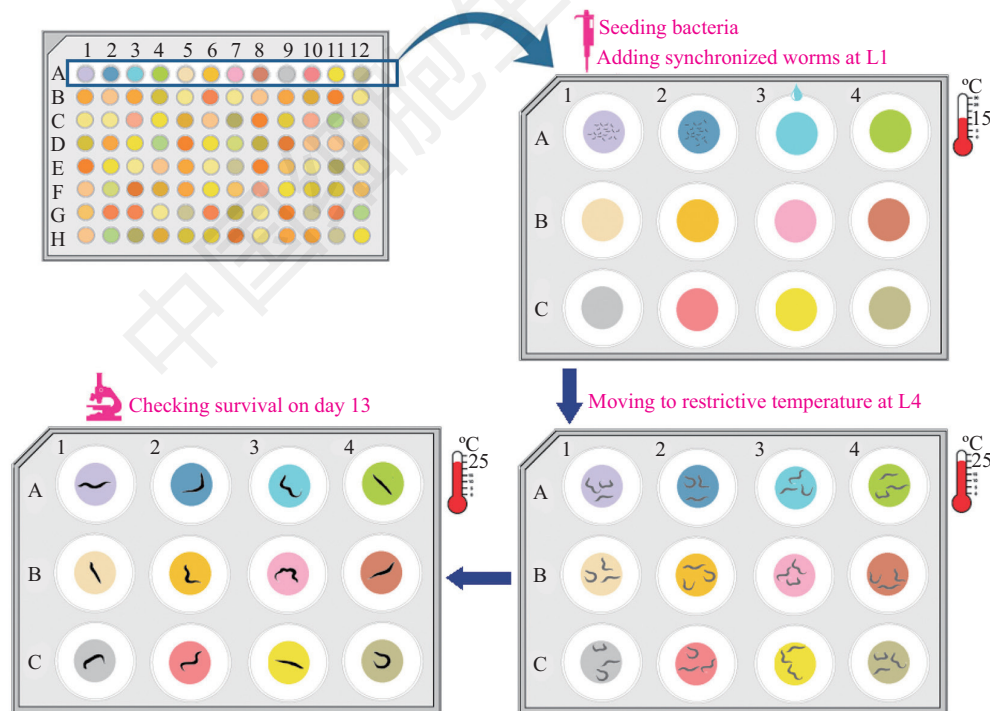 1 2 3 4 5 6 7 8 9 10 11 12
A
B
C
D
E
F
G
H
Seeding bacteria
Adding synchronized worms at L1
1 2 3 4
A
B
C
ºC
15
Moving to restrictive temperature at L4
1 2 3 4
A
B
C
ºC
25
Checking survival on day 13
1 2 3 4
A
B
C
ºC
25